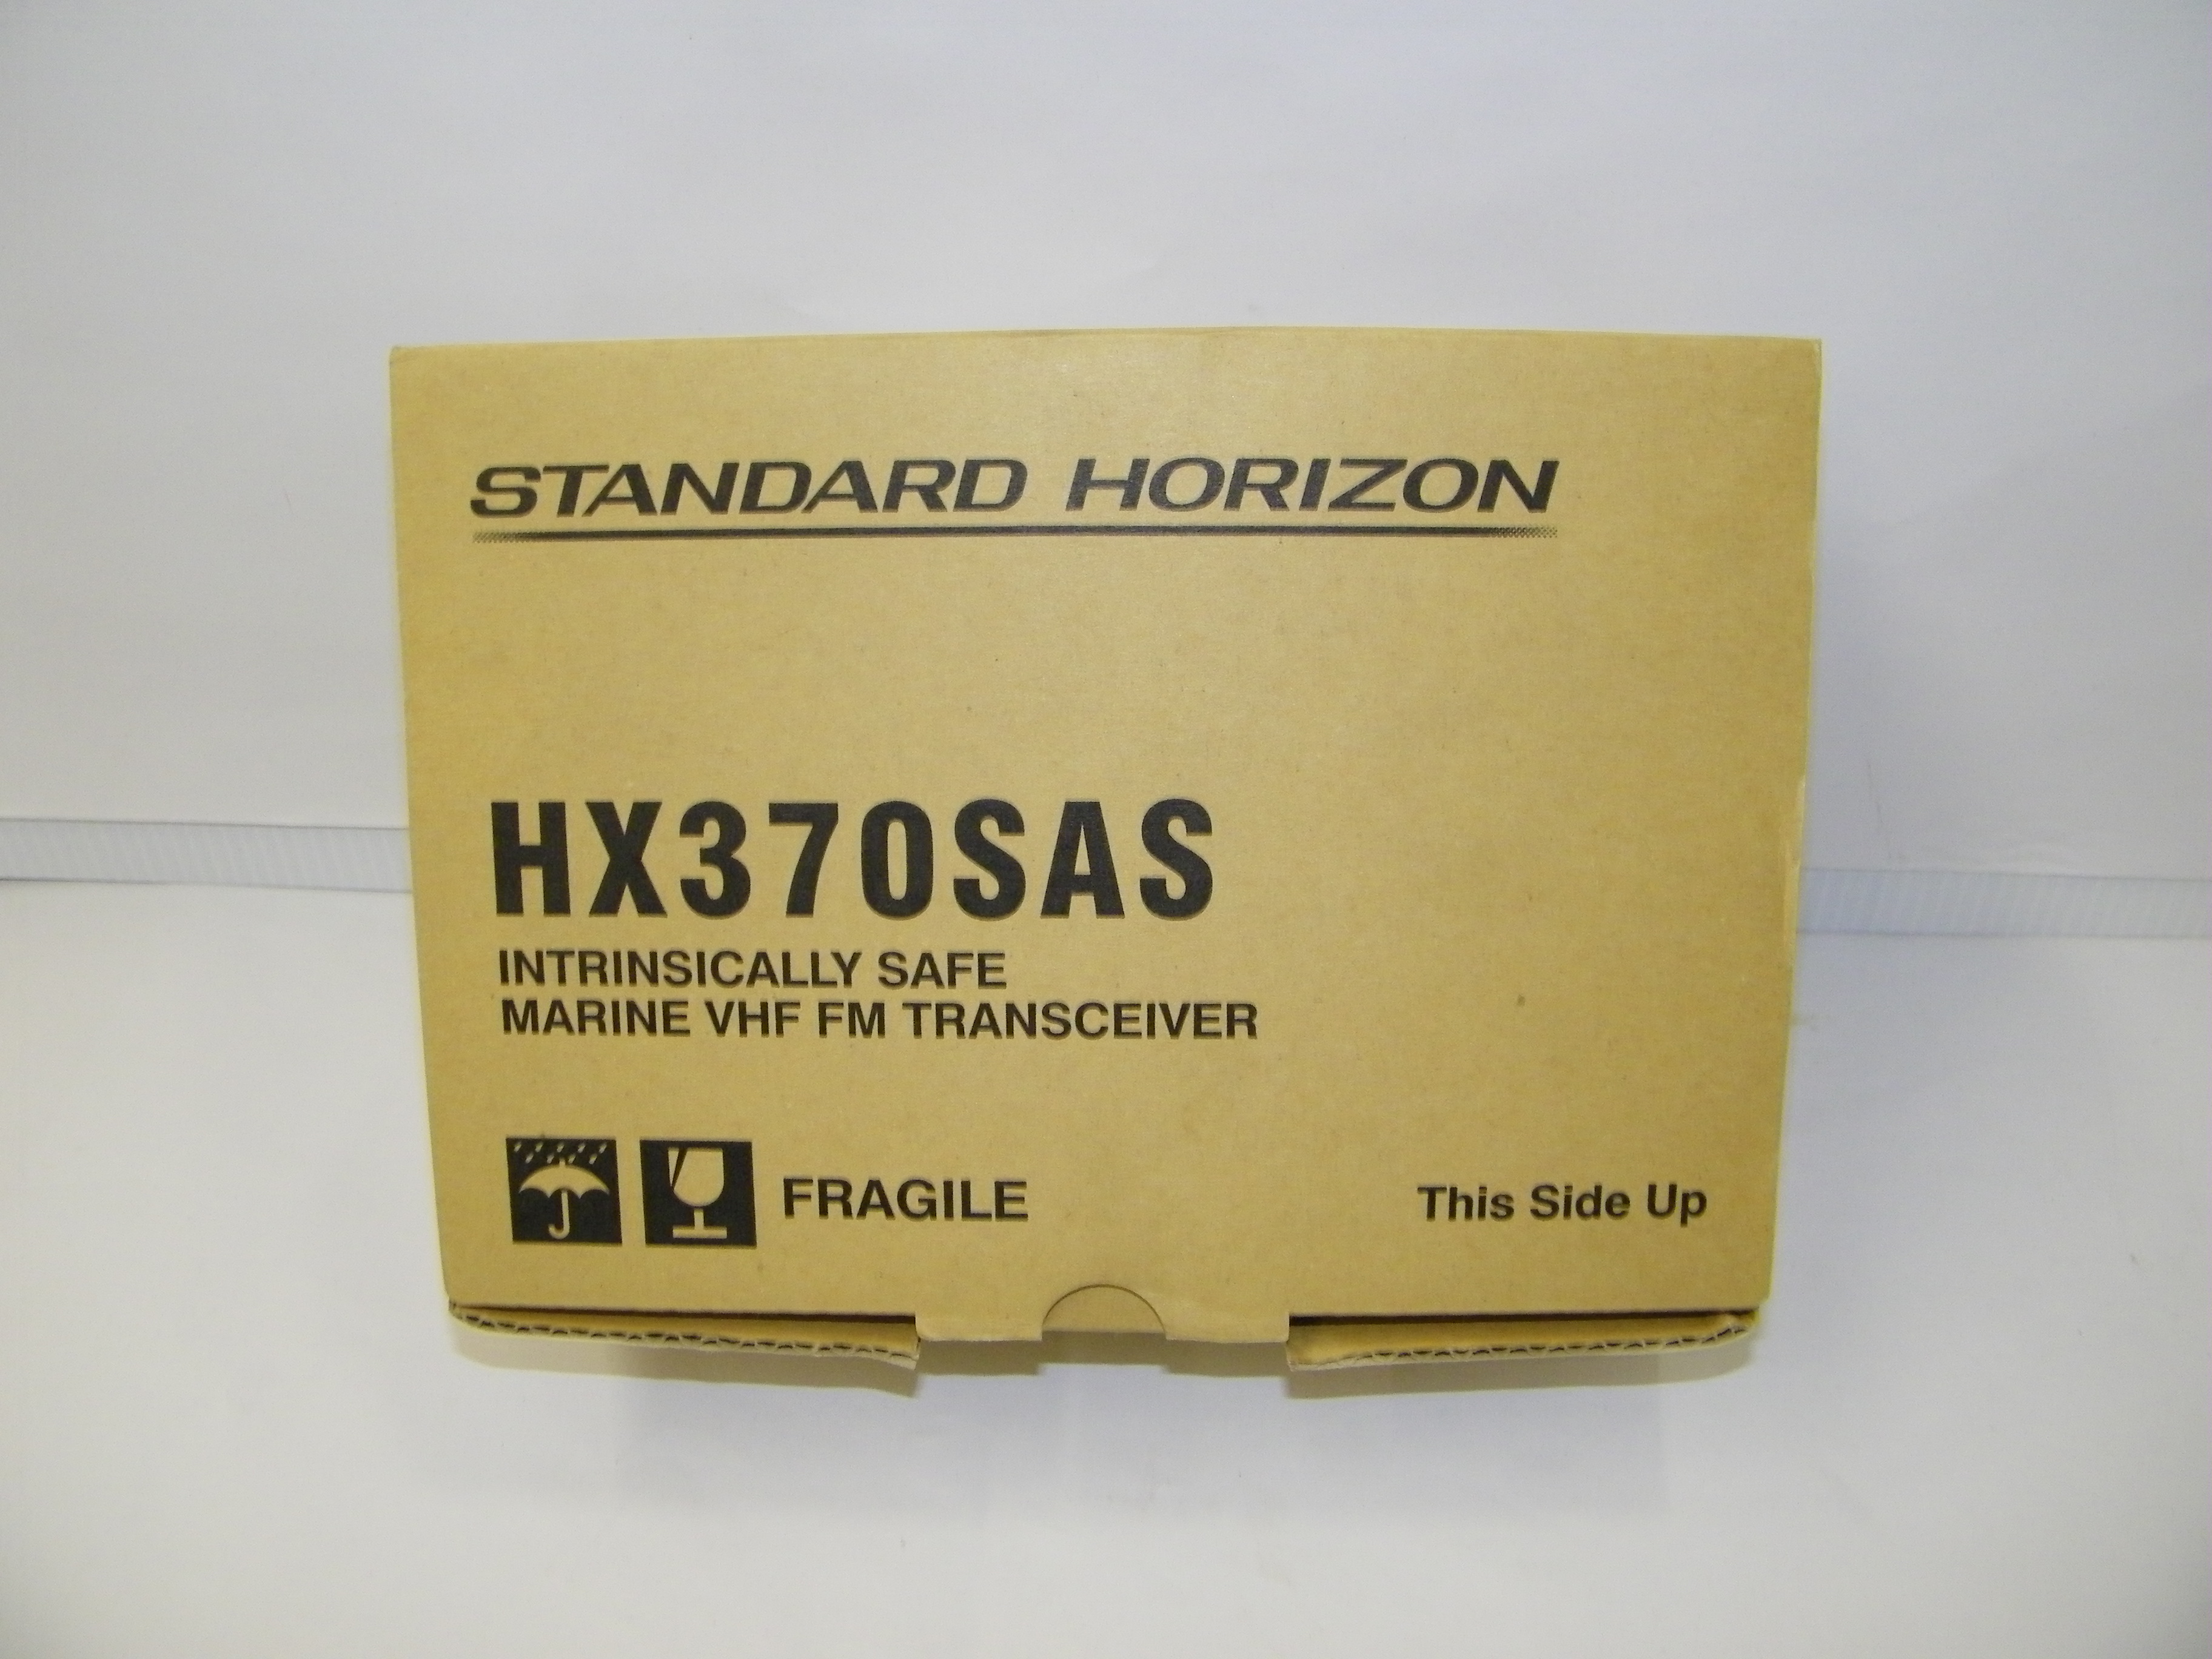 STANDARD HORIZON
HX370SAS
INTRINSICALLY SAFE
MARINE VHF FM TRANSCEIVER
FRAGILE
This Side Up